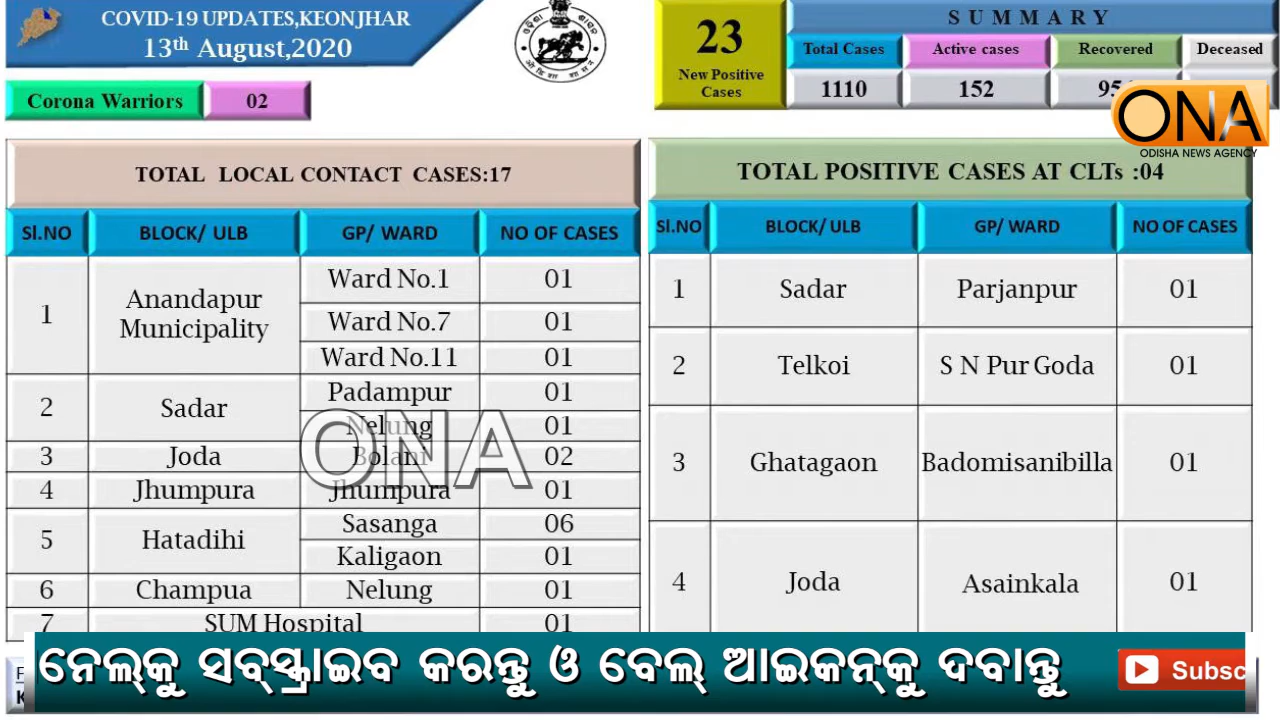 COVID-19 UPDATES,KEONJHAR
13th August,2020
Corona Warriors 02
23
New Positive
Cases
SUMMARY
Total Cases Active cases Recovered Deceased
1110 152
ONA
ODISHA NEWS AGENCY
TOTAL LOCAL CONTACT CASES:17
Sl.NO BLOCK/ ULB GP/ WARD NO OF CASES
1 Anandapur Municipality Ward No.1 01
Ward No.7 01
Ward No.11 01
2 Sadar Padampur 01
Nelung 01
3 Joda Bolani 02
4 Jhumpura Jhumpura 01
5 Hatadihi Sasanga 06
Kaligaon 01
6 Champua Nelung 01
7 SUM Hospital 01
ONA
TOTAL POSITIVE CASES AT CLTs :04
Sl.NO BLOCK/ ULB GP/ WARD NO OF CASES
1 Sadar Parjanpur 01
2 Telkoi S N Pur Goda 01
3 Ghatagaon Badomisanibilla 01
4 Joda Asainkala 01
ନେଲ୍‌କୁ ସବ୍‌ସ୍କ୍ରାଇବ କରନ୍ତୁ ଓ ବେଲ୍ ଆଇକନ୍‌କୁ ଦବାନ୍ତୁ
Subsc